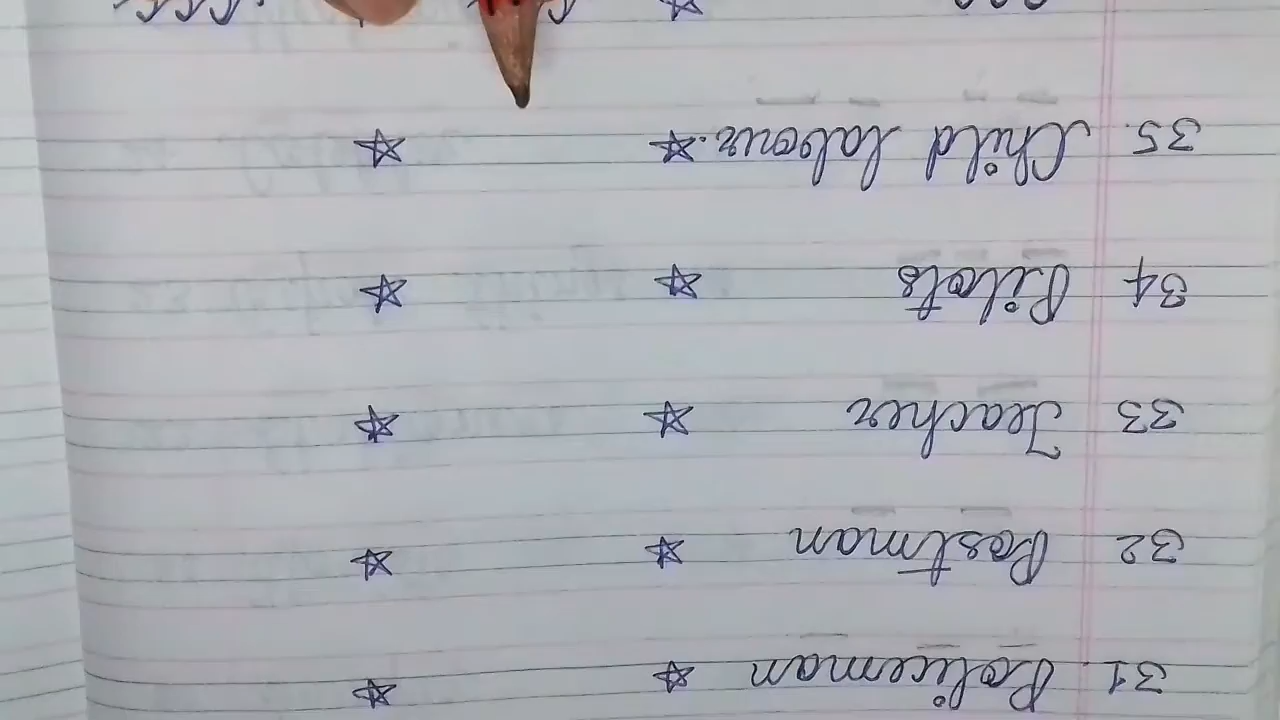 31. Policeman ☆ ☆
32 Postman ☆ ☆
33 Teacher ☆ ☆
34 Pilots ☆ ☆
35. Child labour. ☆ ☆